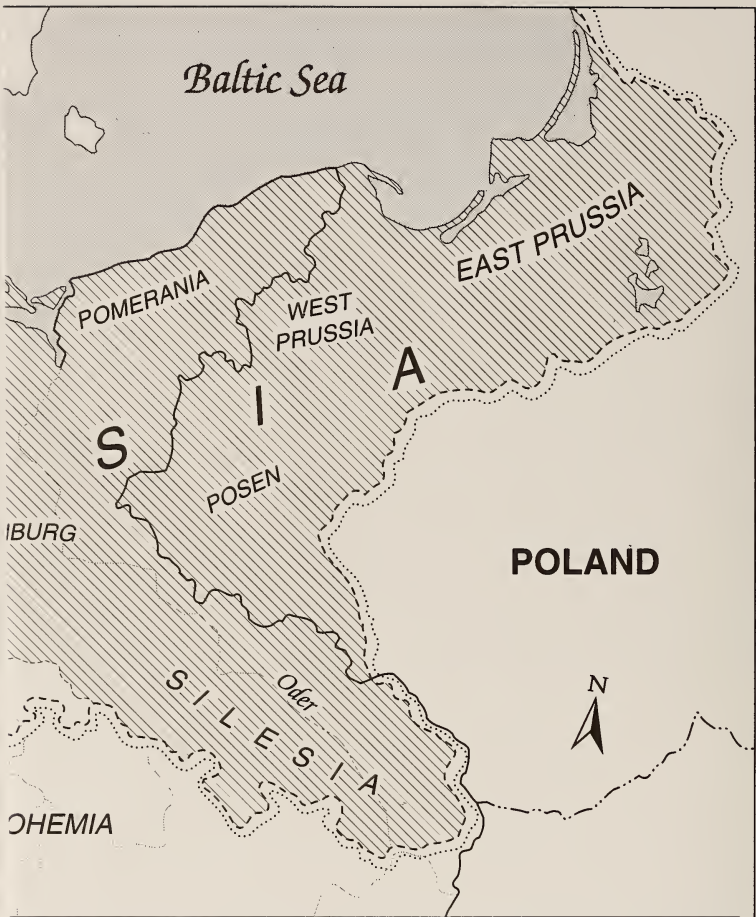 Baltic Sea
EAST PRUSSIA
POMERANIA
WEST
PRUSSIA
S I A
POSEN
BURG
POLAND
N
Oder
SILESIA
OHEMIA